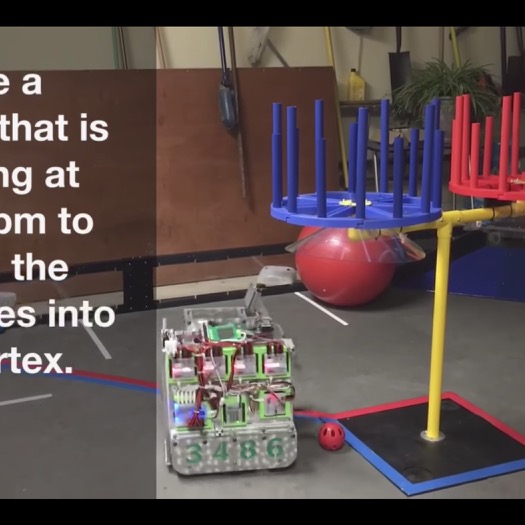 e a
that is
ng at
om to
the
es into
rtex.
3486